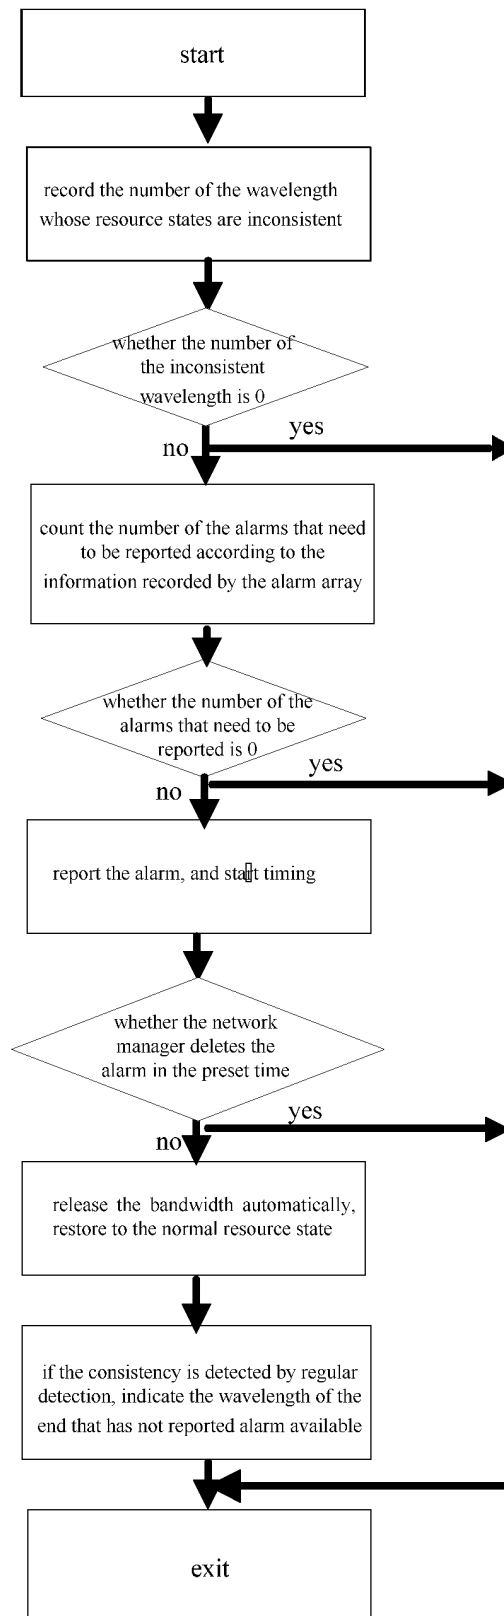 start
record the number of the wavelength
whose resource states are inconsistent
whether the number of
the inconsistent
wavelength is 0
yes
no
count the number of the alarms that need
to be reported according to the
information recorded by the alarm array
whether the number of the
alarms that need to be
reported is 0
yes
no
report the alarm, and start timing
whether the network
manager deletes the
alarm in the preset time
yes
no
release the bandwidth automatically,
restore to the normal resource state
if the consistency is detected by regular
detection, indicate the wavelength of the
end that has not reported alarm available
exit